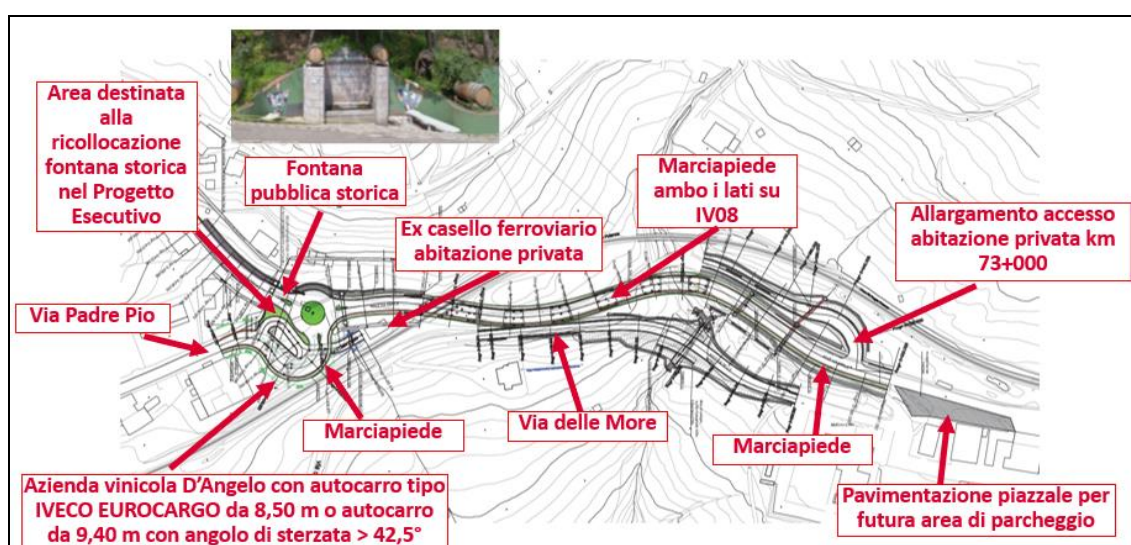 Area destinata
alla
ricollocazione
fontana storica
nel Progetto
Esecutivo
Fontana
pubblica storica
Ex casello ferroviario
abitazione privata
Marciapiede
ambo i lati su
IV08
Allargamento accesso
abitazione privata km
73+000
Via Padre Pio
Marciapiede
Via delle More
Marciapiede
Azienda vinicola D'Angelo con autocarro tipo
IVECO EUROCARGO da 8,50 m o autocarro
da 9,40 m con angolo di sterzata > 42,5°
Pavimentazione piazzale per
futura area di parcheggio